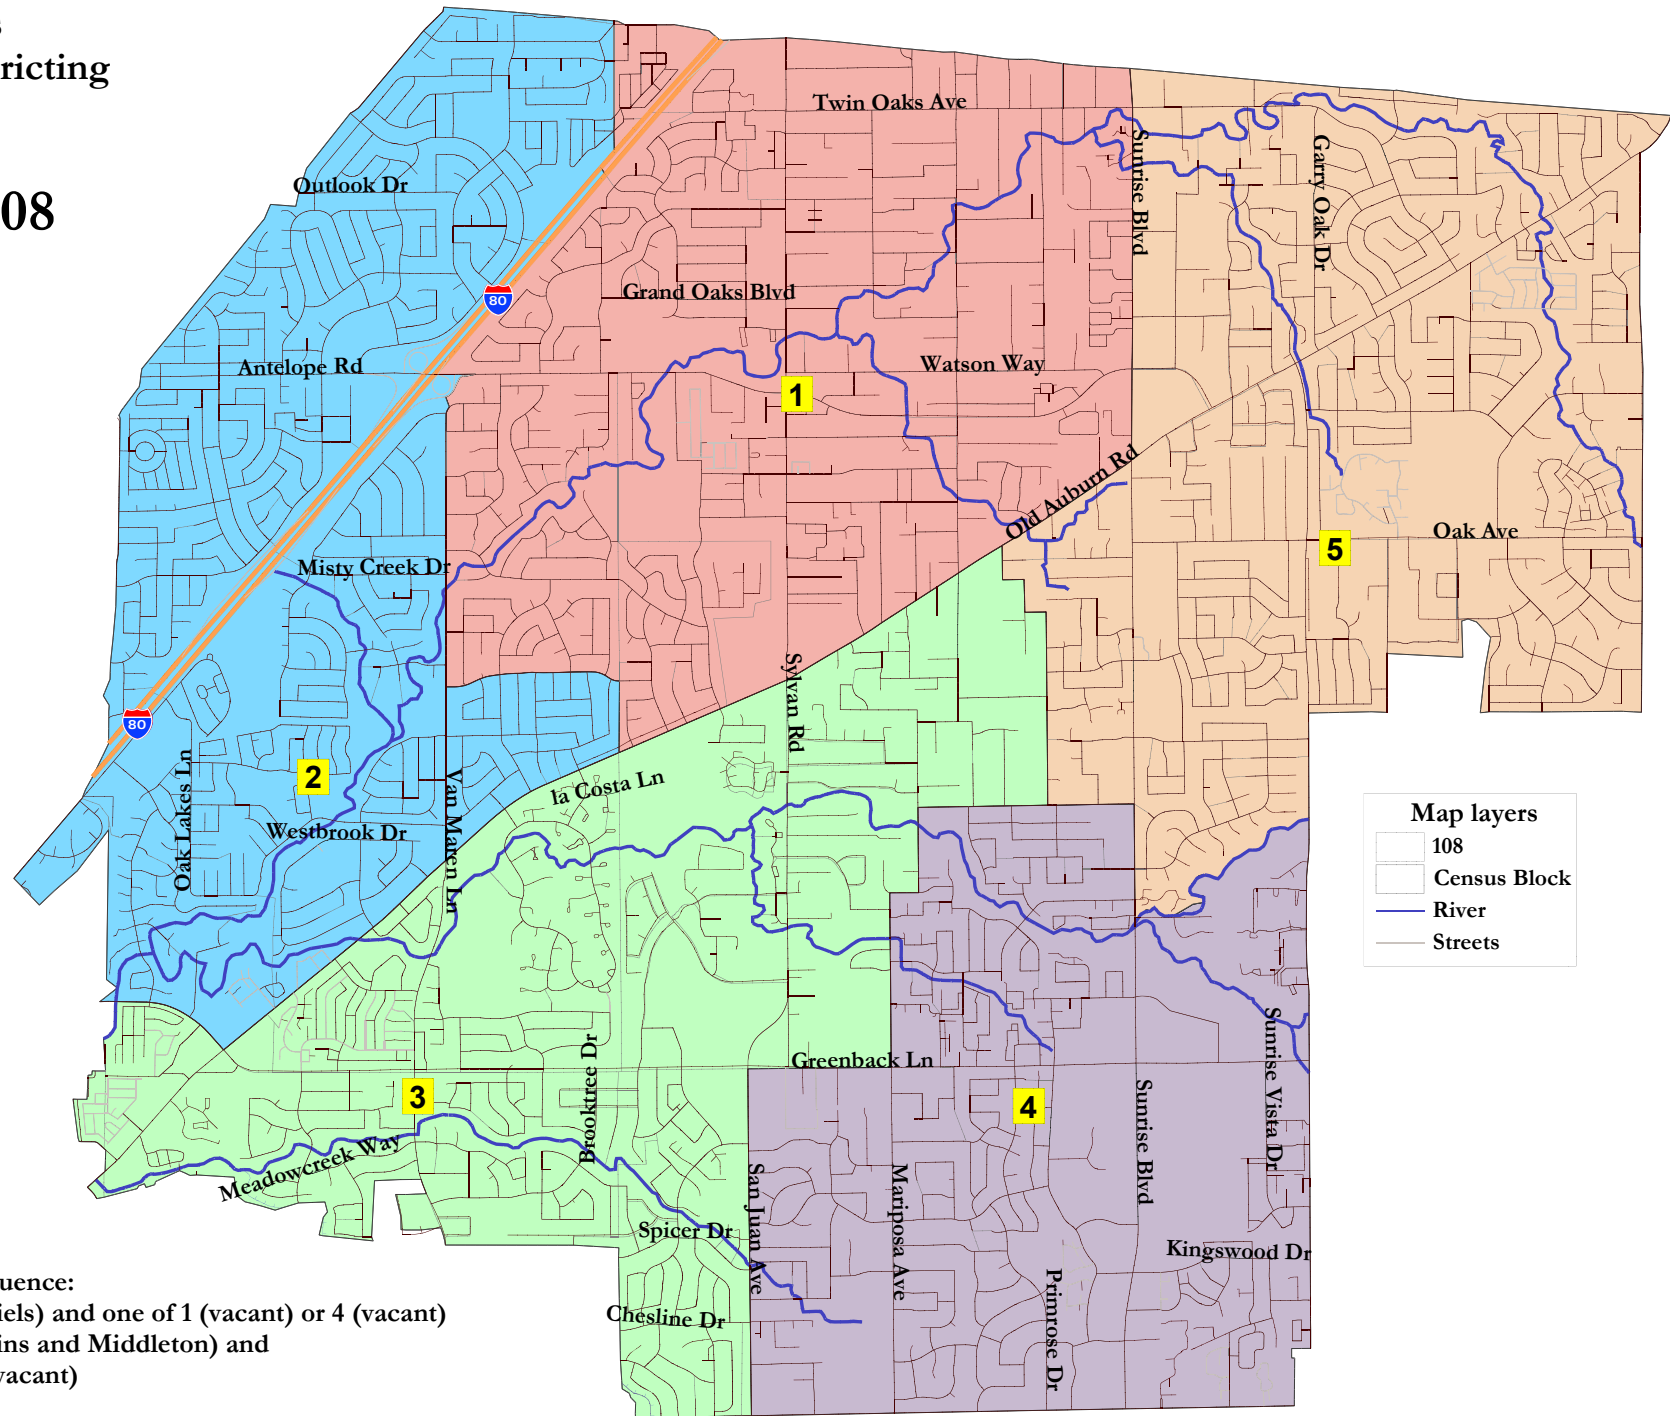 s
ricting
08
Twin Oaks Ave
Outlook Dr
Sunrise Blvd
Garry Oak Dr
80
Grand Oaks Blvd
Antelope Rd
Watson Way
1
Old Auburn Rd
Oak Ave
5
Misty Creek Dr
Sylvan Rd
80
2
la Costa Ln
Oak Lakes Ln
Van Maren Ln
Westbrook Dr
Map layers
108
Census Block
River
Streets
Greenback Ln
Sunrise Vista Dr
3
4
Brooktree Dr
Sunrise Blvd
Meadowcreek Way
San Juan Ave
Mariposa Ave
Spicer Dr
Kingswood Dr
Primrose Dr
Chesline Dr
uence:
iels) and one of 1 (vacant) or 4 (vacant)
ins and Middleton) and
vacant)